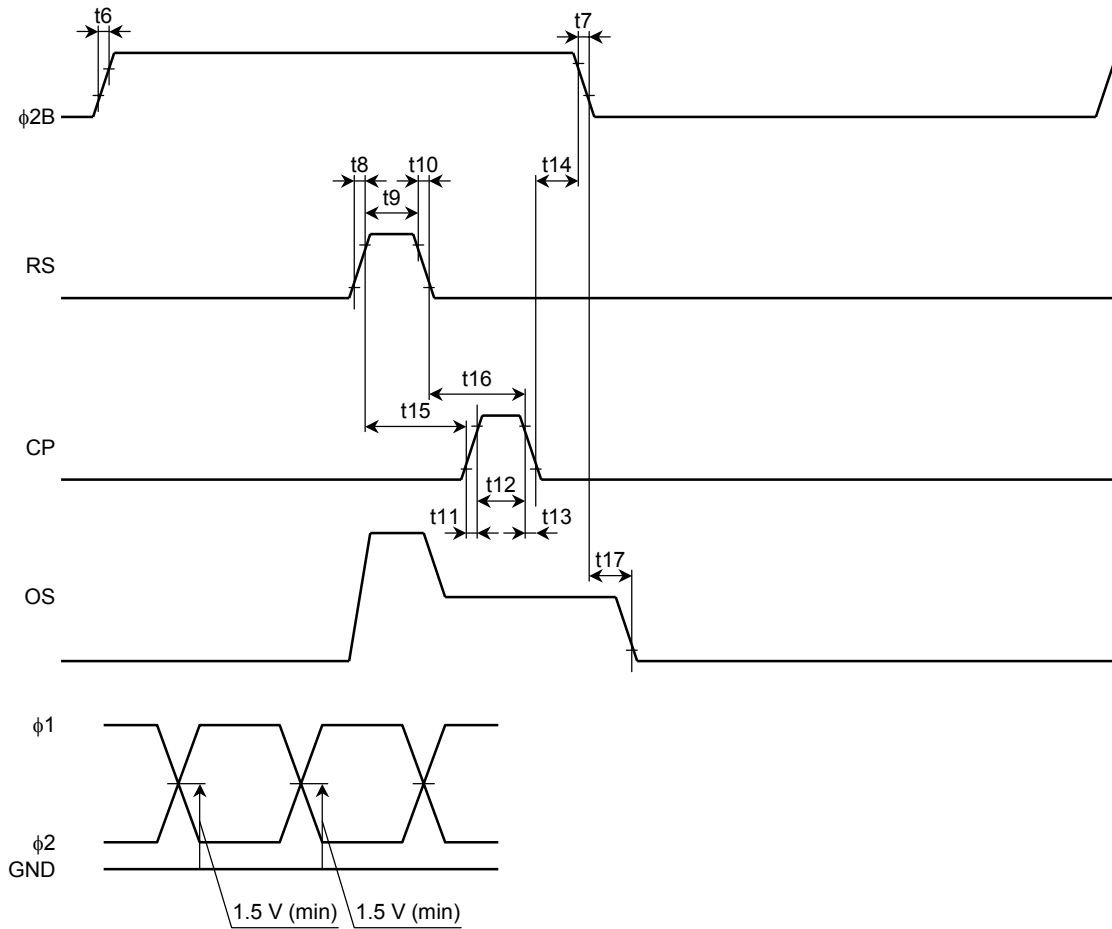 t6
t7
ϕ2B
t8
t10
t14
t9
RS
t16
t15
CP
t12
t11
t13
t17
OS
ϕ1
ϕ2
GND
1.5 V (min)
1.5 V (min)